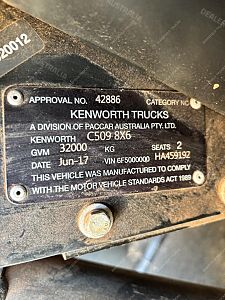 20012
APPROVAL NO. 42886 CATEGORY NC
KENWORTH TRUCKS
A DIVISION OF PACCAR AUSTRALIA PTY. LTD.
KENWORTH C509 8X6
GVM 32000 KG SEATS 2
DATE Jun-17 VIN 6F5000000 HA459192
THIS VEHICLE WAS MANUFACTURED TO COMPLY
WITH THE MOTOR VEHICLE STANDARDS ACT 1989